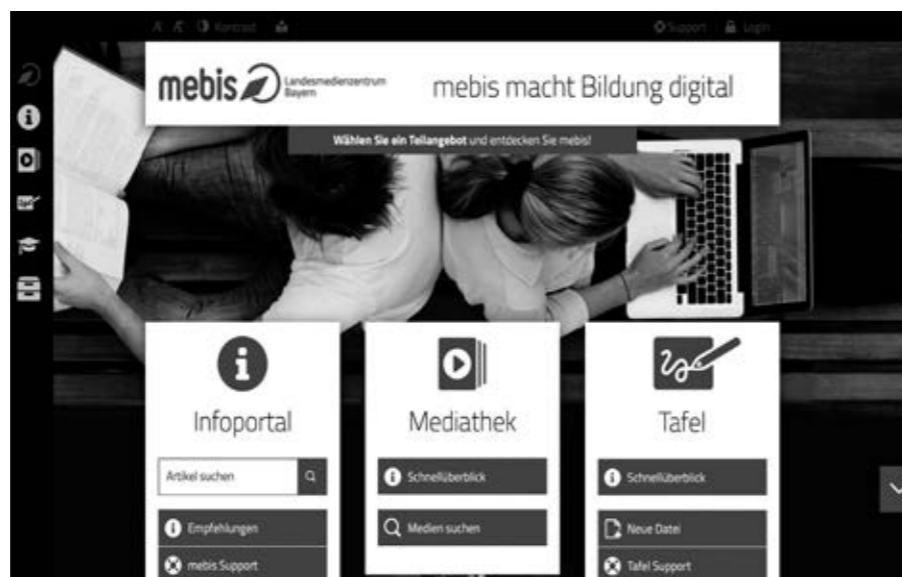 Kontrast
Support
Login
mebis Landesmedienzentrum
Bayern
mebis macht Bildung digital
Wählen Sie ein Teilangebot und entdecken Sie mebis!
Infoportal
Artikel suchen
Empfehlungen
mebis Support
Mediathek
Schnellüberblick
Medien suchen
Tafel
Schnellüberblick
Neue Datei
Tafel Support